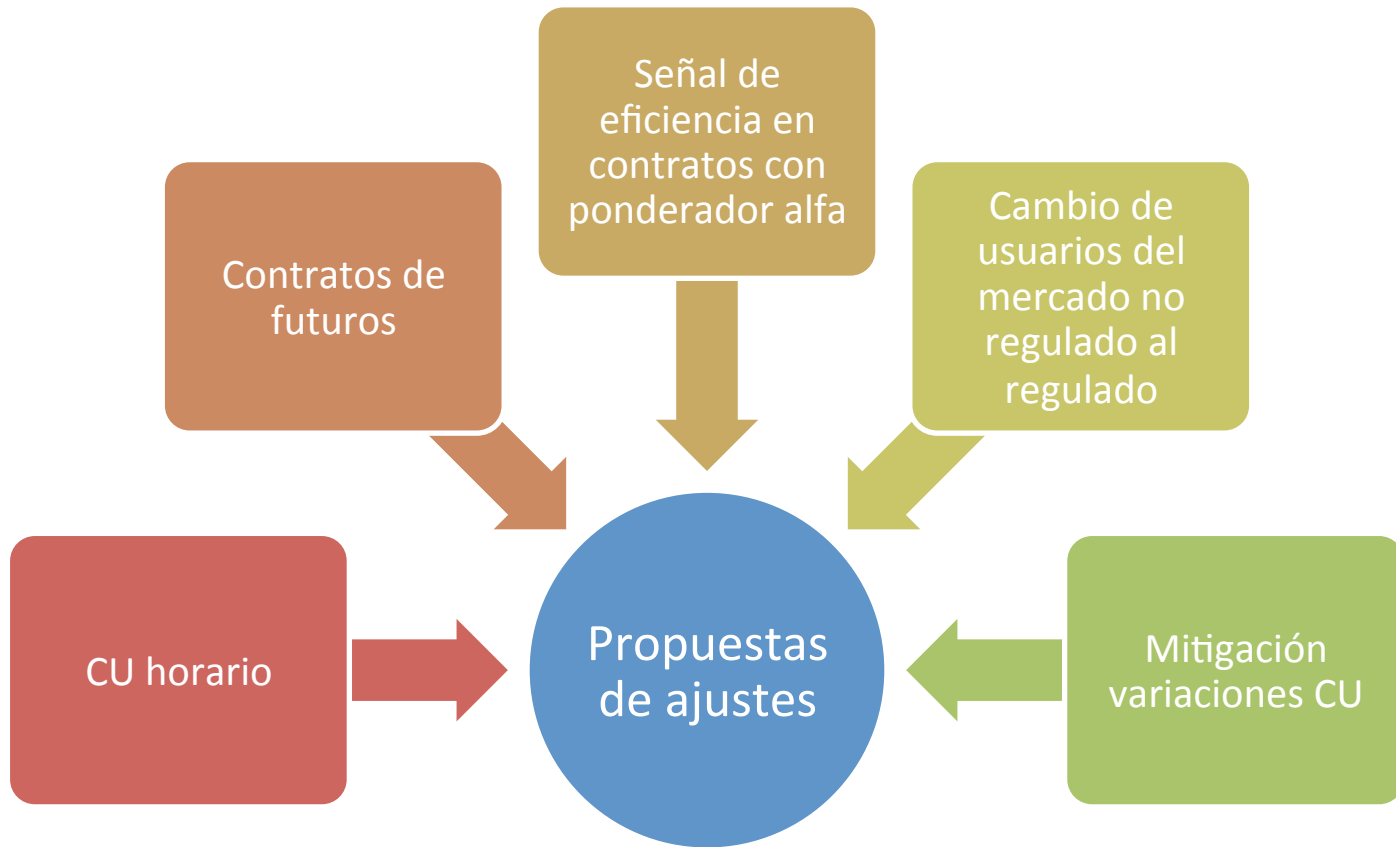 Señal de
eficiencia en
contratos con
ponderador alfa
Contratos de
futuros
Cambio de
usuarios del
mercado no
regulado al
regulado
CU horario
Propuestas
de ajustes
Mitigación
variaciones CU